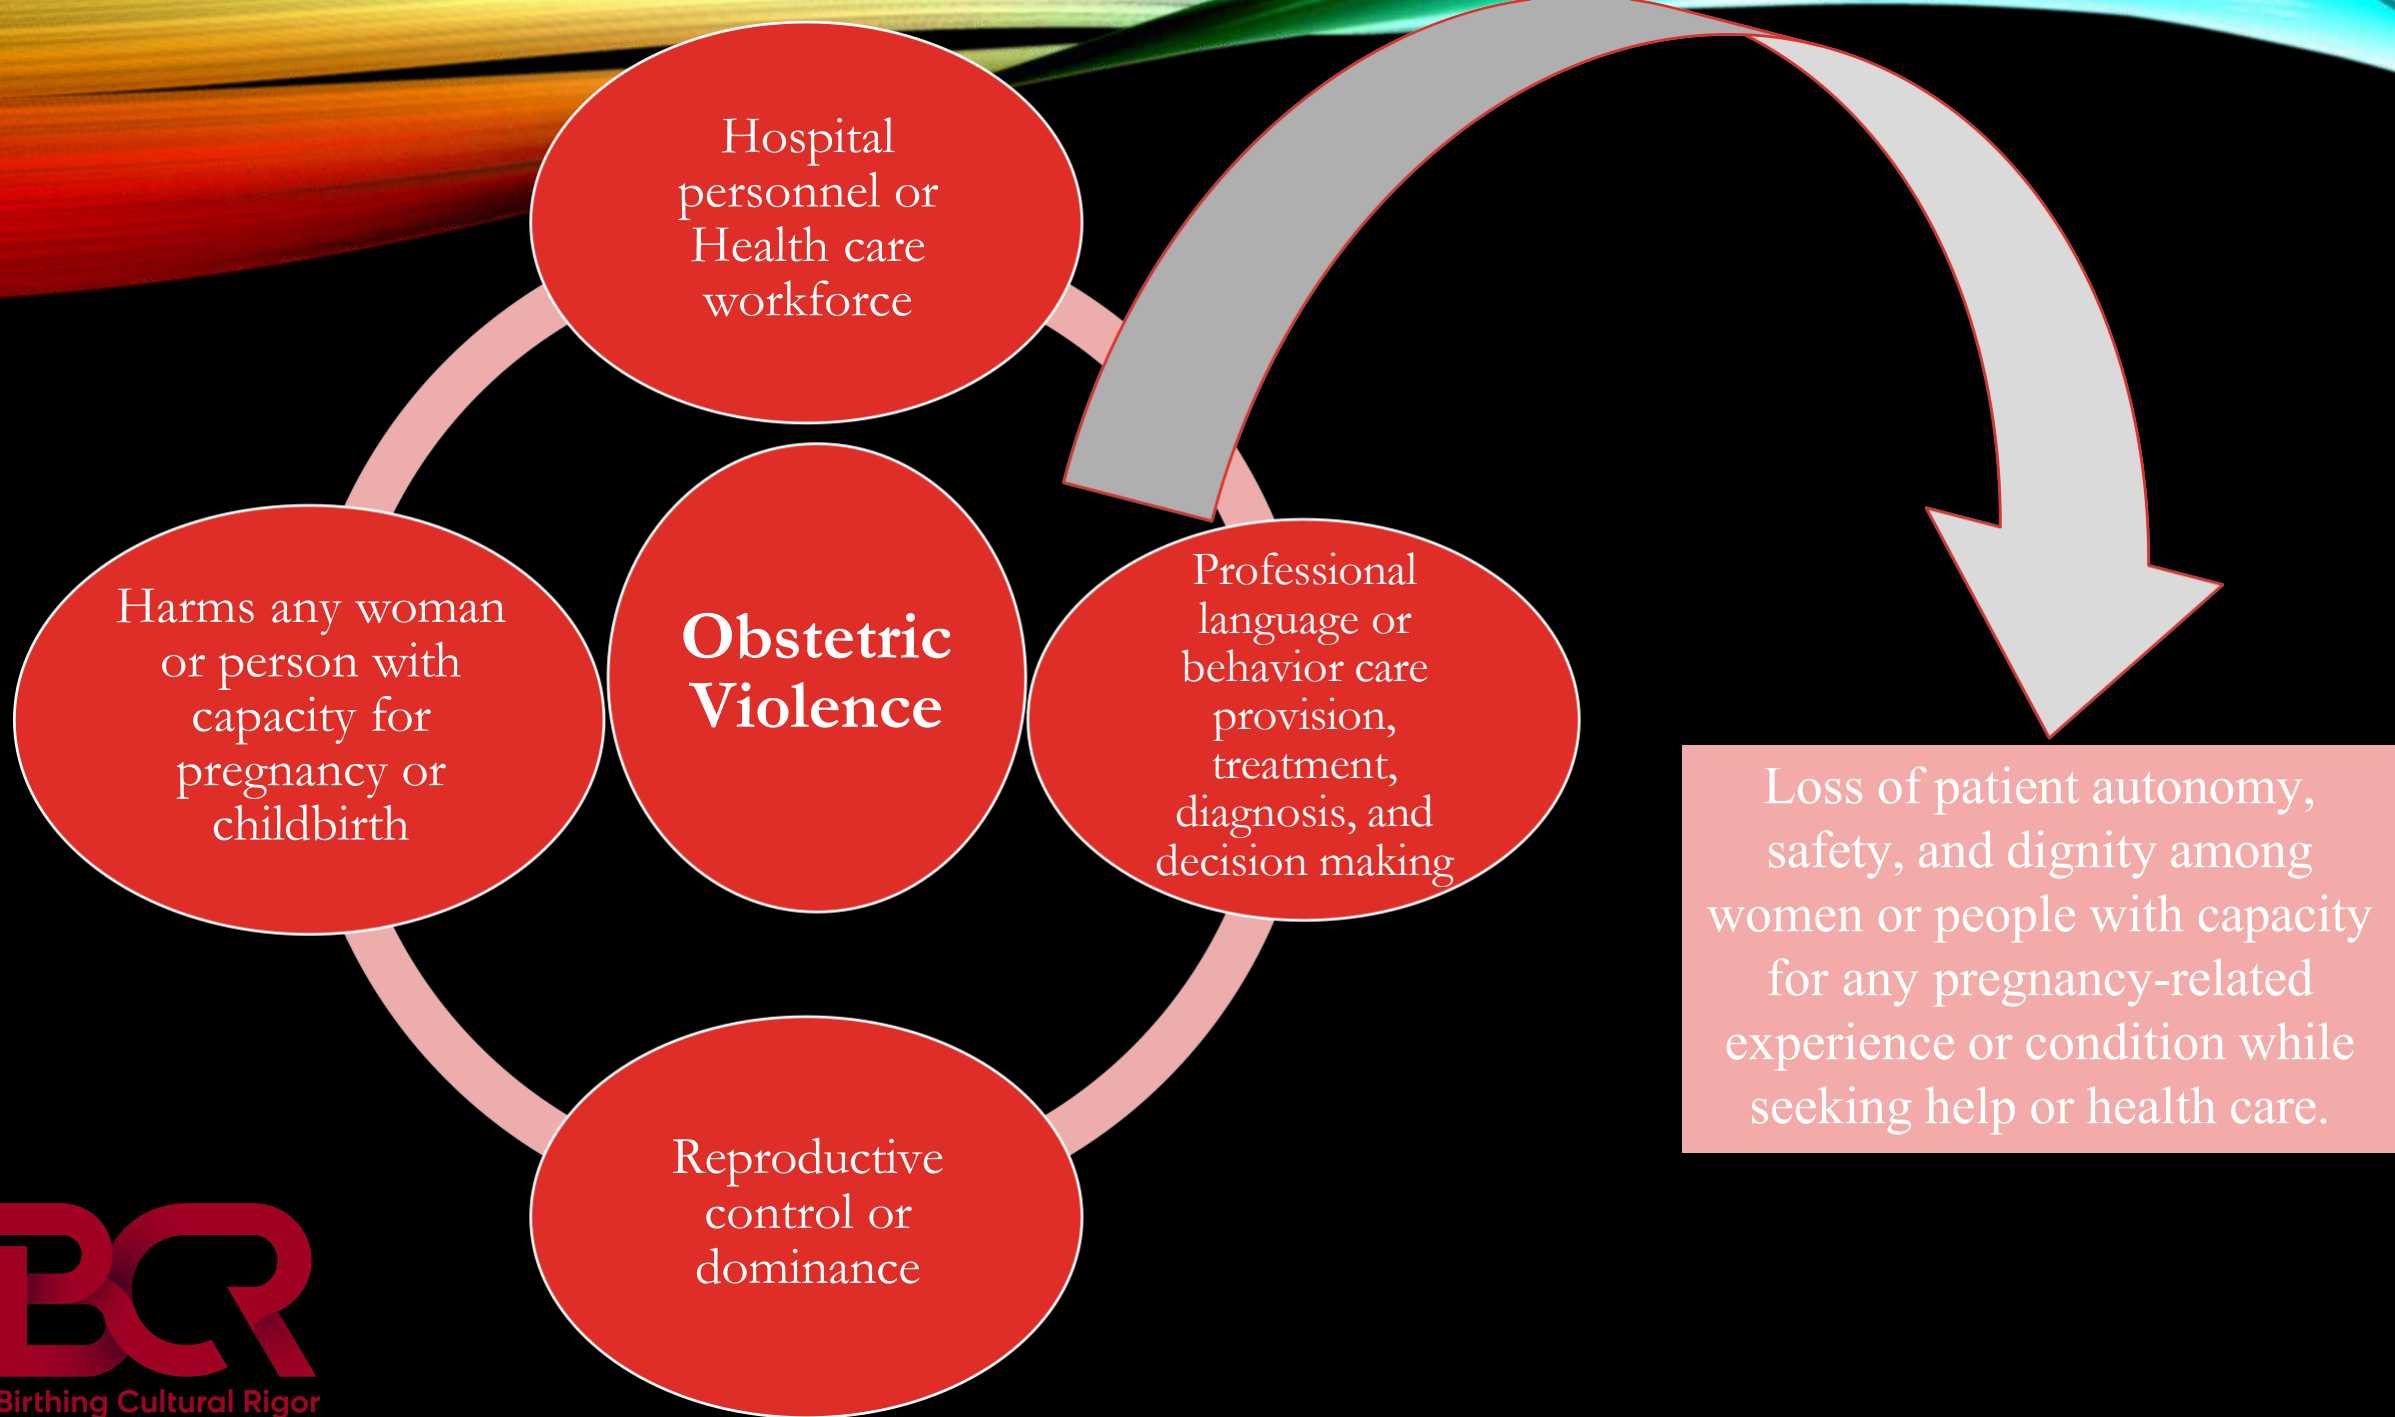 Hospital
personnel or
Health care
workforce
Harms any woman
or person with
capacity for
pregnancy or
childbirth
Obstetric
Violence
Professional
language or
behavior care
provision,
treatment,
diagnosis, and
decision making
Reproductive
control or
dominance
Loss of patient autonomy,
safety, and dignity among
women or people with capacity
for any pregnancy-related
experience or condition while
seeking help or health care.
BCR
Birthing Cultural Rigor